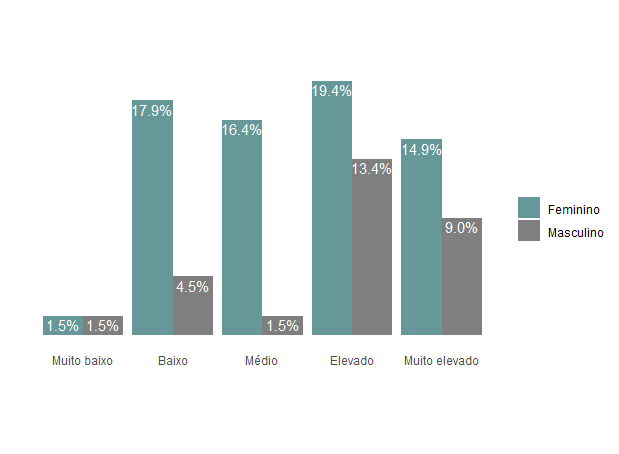 19.4%
17.9%
16.4%
14.9%
13.4%
Feminino
9.0%
Masculino
4.5%
1.5% 1.5% 1.5%
Muito baixo Baixo Médio Elevado Muito elevado